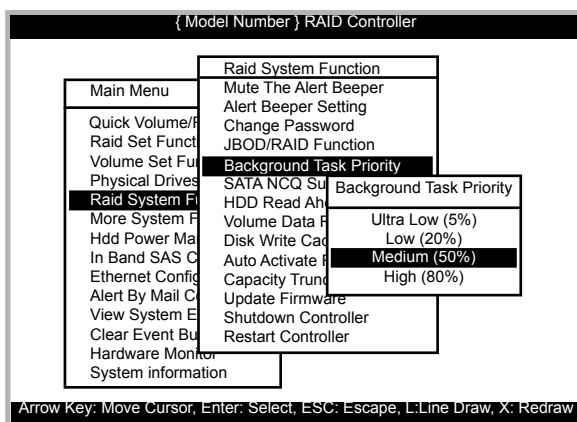 { Model Number } RAID Controller
Main Menu
Quick Volume/
Raid Set Funct
Volume Set Fu
Physical Drives
Raid System F
More System F
Hdd Power Ma
In Band SAS C
Ethernet Config
Alert By Mail C
View System E
Clear Event Bu
Hardware Monitor
System information
Raid System Function
Mute The Alert Beeper
Alert Beeper Setting
Change Password
JBOD/RAID Function
Background Task Priority
SATA NCQ Su
HDD Read Ah
Volume Data
Disk Write Cac
Auto Activate
Capacity Trunc
Update Firmware
Shutdown Controller
Restart Controller
Background Task Priority
Ultra Low (5%)
Low (20%)
Medium (50%)
High (80%)
Arrow Key: Move Cursor, Enter: Select, ESC: Escape, L:Line Draw, X: Redraw